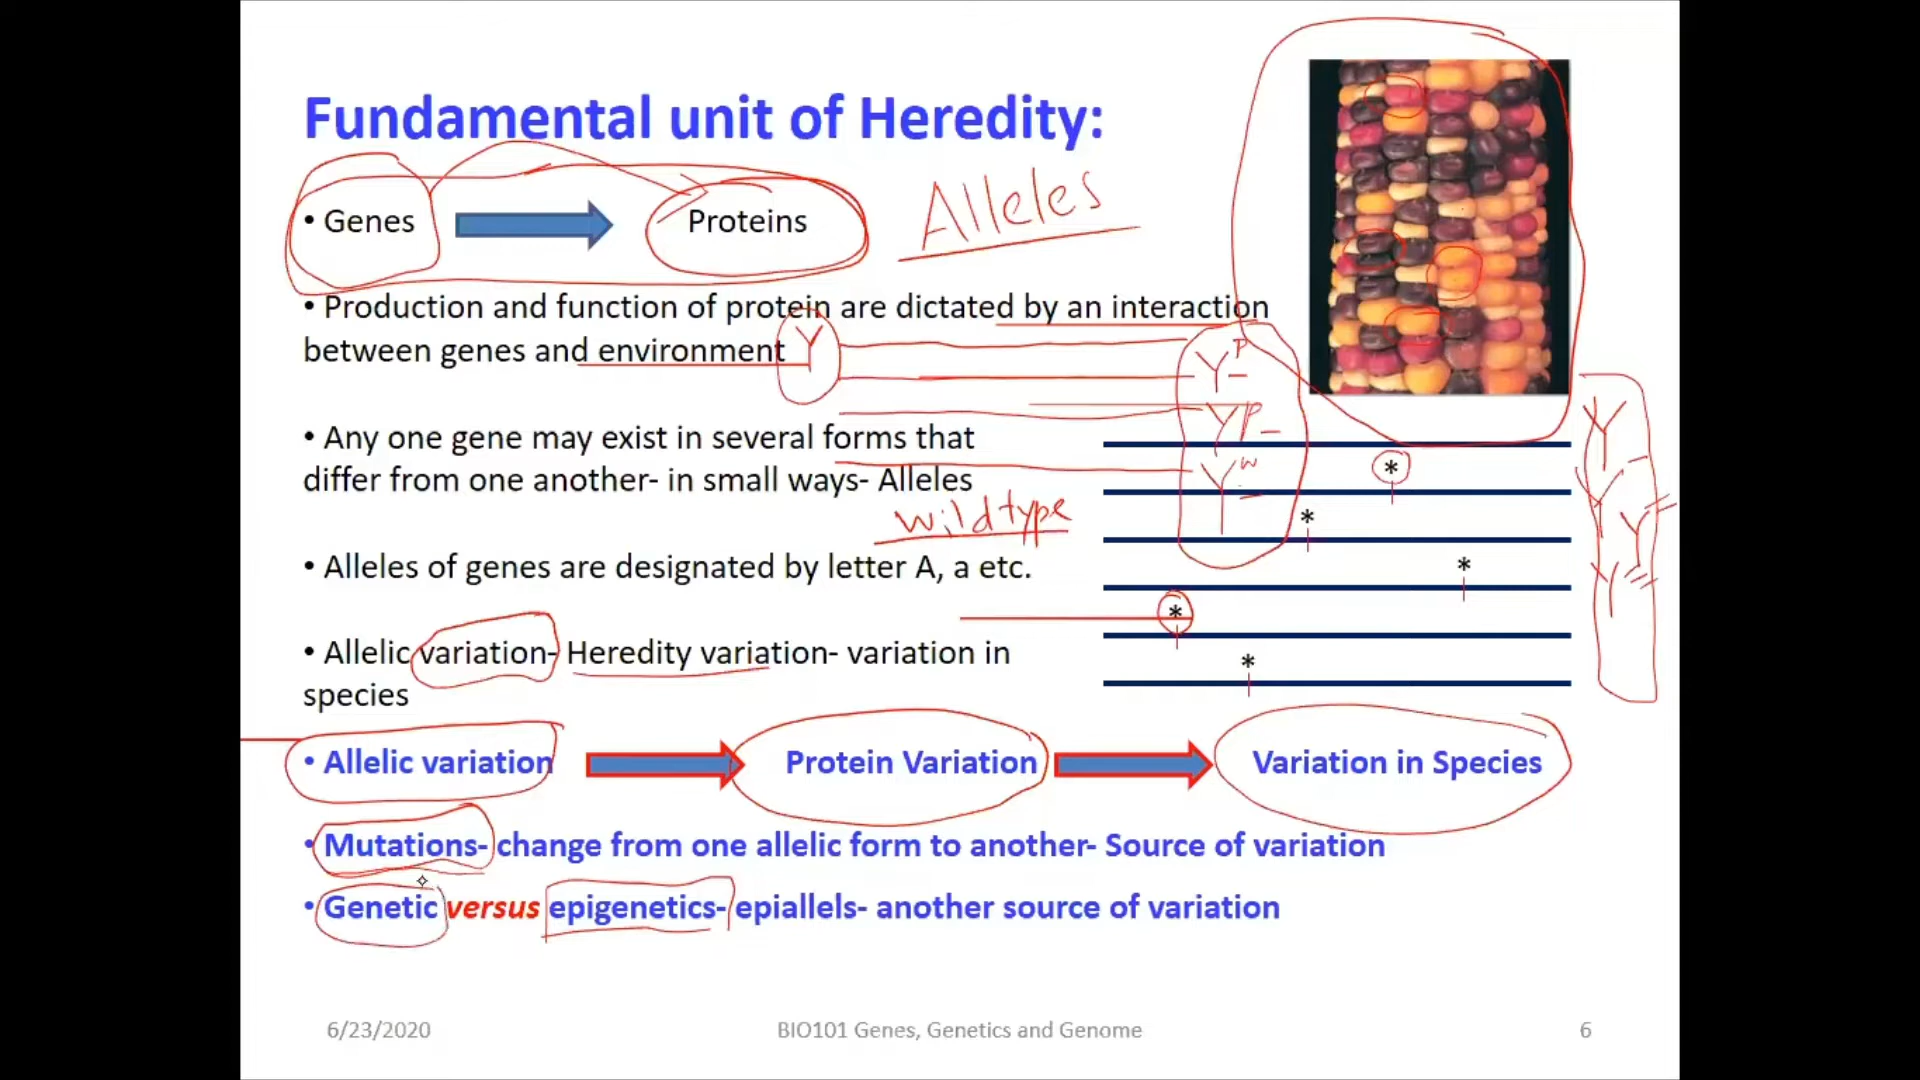 Fundamental unit of Heredity:
• Genes Proteins
Alleles
• Production and function of protein are dictated by an interaction
between genes and environment
Y
Y^P
Y^P
Y^w
• Any one gene may exist in several forms that
differ from one another- in small ways- Alleles
wild type
• Alleles of genes are designated by letter A, a etc.
*
*
*
*
*
Y
Y
Y
Y
• Allelic variation- Heredity variation- variation in
species
• Allelic variation Protein Variation Variation in Species
• Mutations- change from one allelic form to another- Source of variation
• Genetic versus epigenetics- epiallels- another source of variation
6/23/2020 BIO101 Genes, Genetics and Genome 6